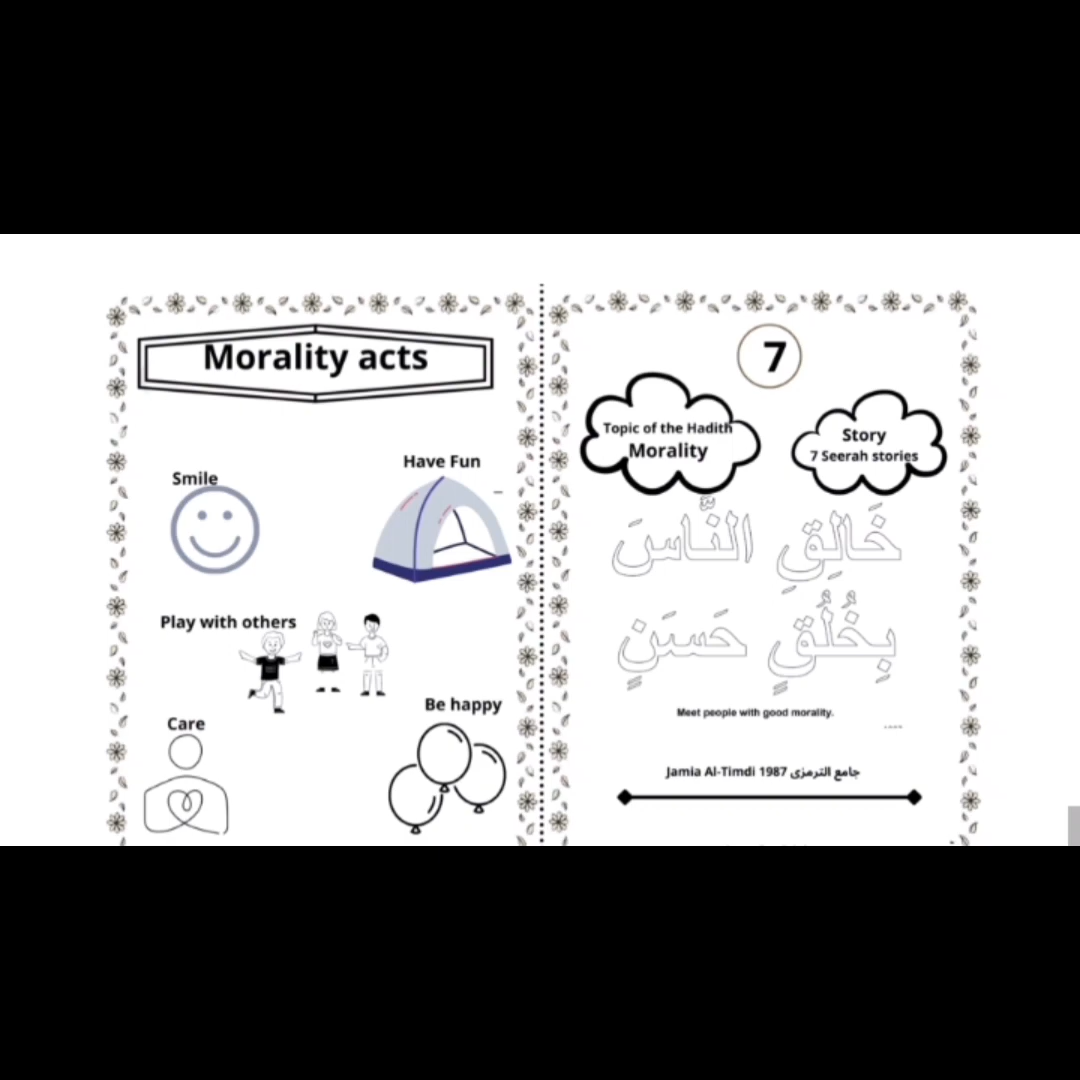 Morality acts
Smile
Have Fun
Play with others
Care
Be happy
7
Topic of the Hadith
Morality
Story
7 Seerah stories
خَالِقِ النَّاسَ
بِخُلُقٍ حَسَنٍ
Meet people with good morality.
Jamia Al-Timdi 1987 جامع الترمزى